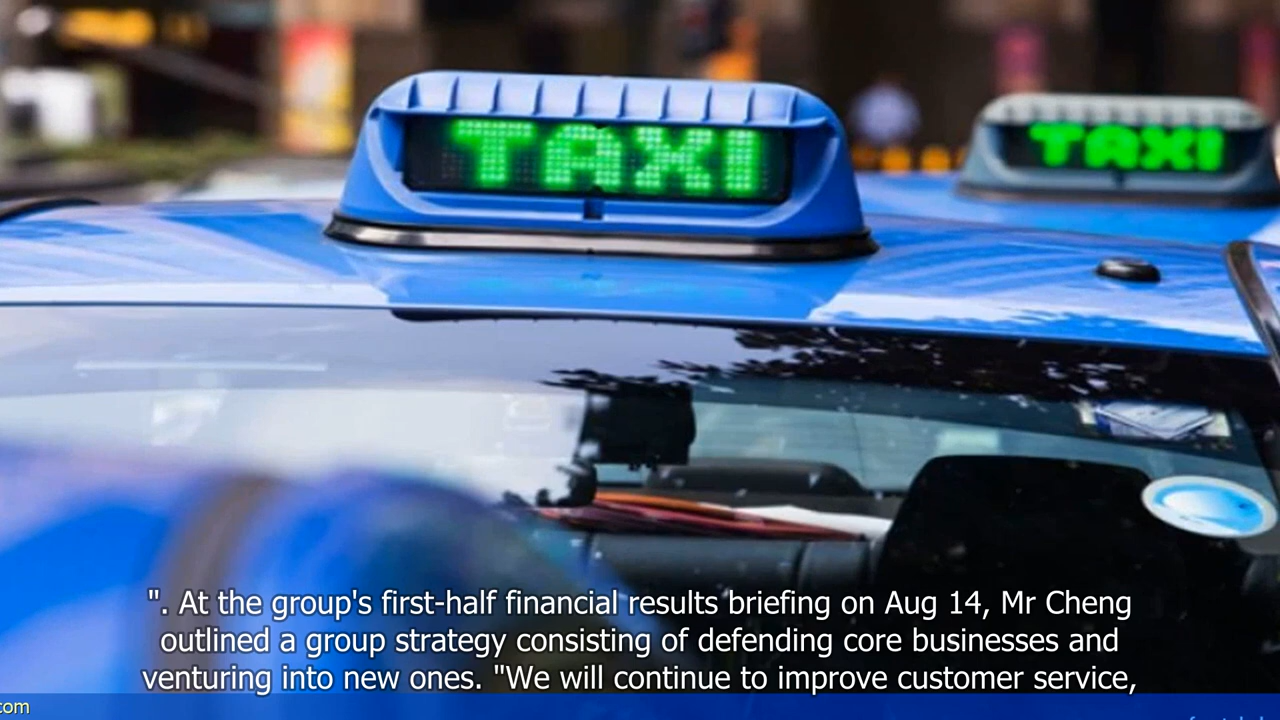 TAXI
TAXI
". At the group's first-half financial results briefing on Aug 14, Mr Cheng
outlined a group strategy consisting of defending core businesses and
venturing into new ones. "We will continue to improve customer service,
com